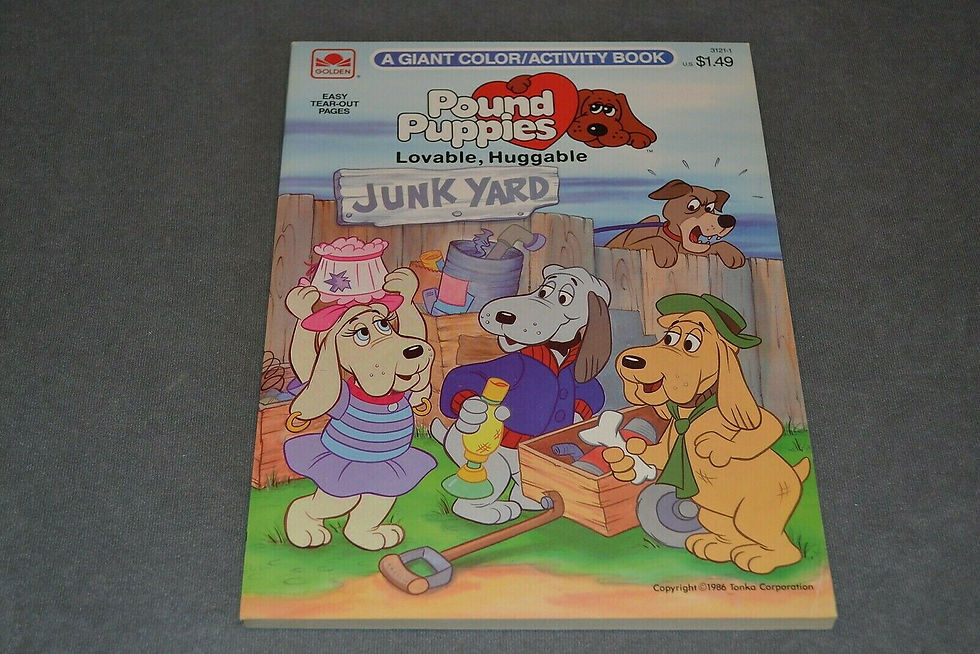 A GIANT COLOR/ACTIVITY BOOK
3121-1
U.S. $1.49
GOLDEN®
EASY
TEAR-OUT
PAGES
Pound
Puppies
™
Lovable, Huggable
JUNK YARD
Copyright ©1986 Tonka Corporation